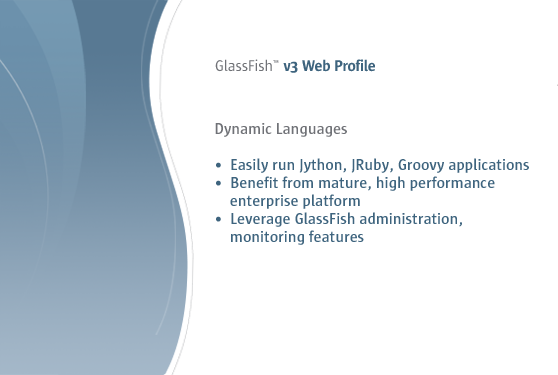 GlassFish™ v3 Web Profile
Dynamic Languages
• Easily run Jython, JRuby, Groovy applications
• Benefit from mature, high performance
enterprise platform
• Leverage GlassFish administration,
monitoring features